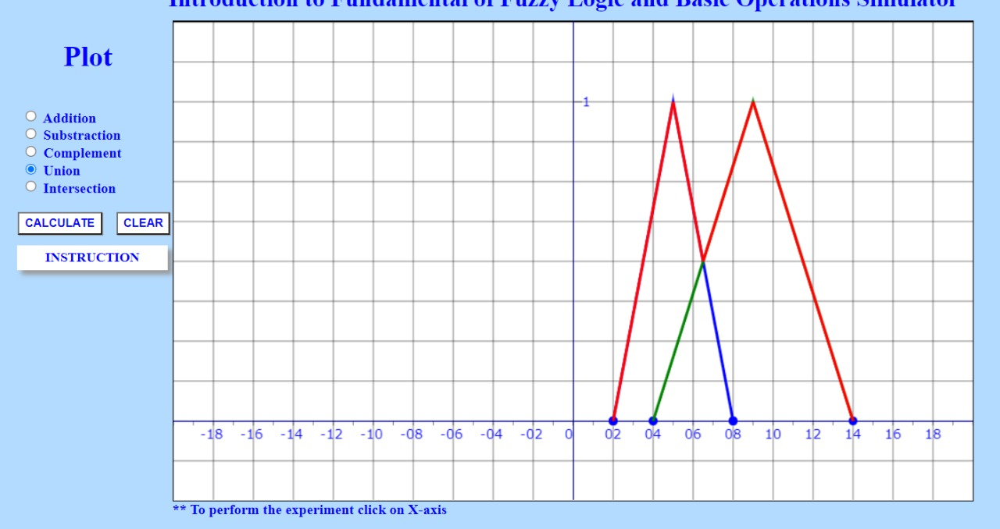 Introduction to Fundamental of Fuzzy Logic and Basic Operations Simulator
Plot
Addition
Substraction
Complement
Union
Intersection
CALCULATE CLEAR
INSTRUCTION
1
-18 -16 -14 -12 -10 -08 -06 -04 -02 0 02 04 06 08 10 12 14 16 18
** To perform the experiment click on X-axis